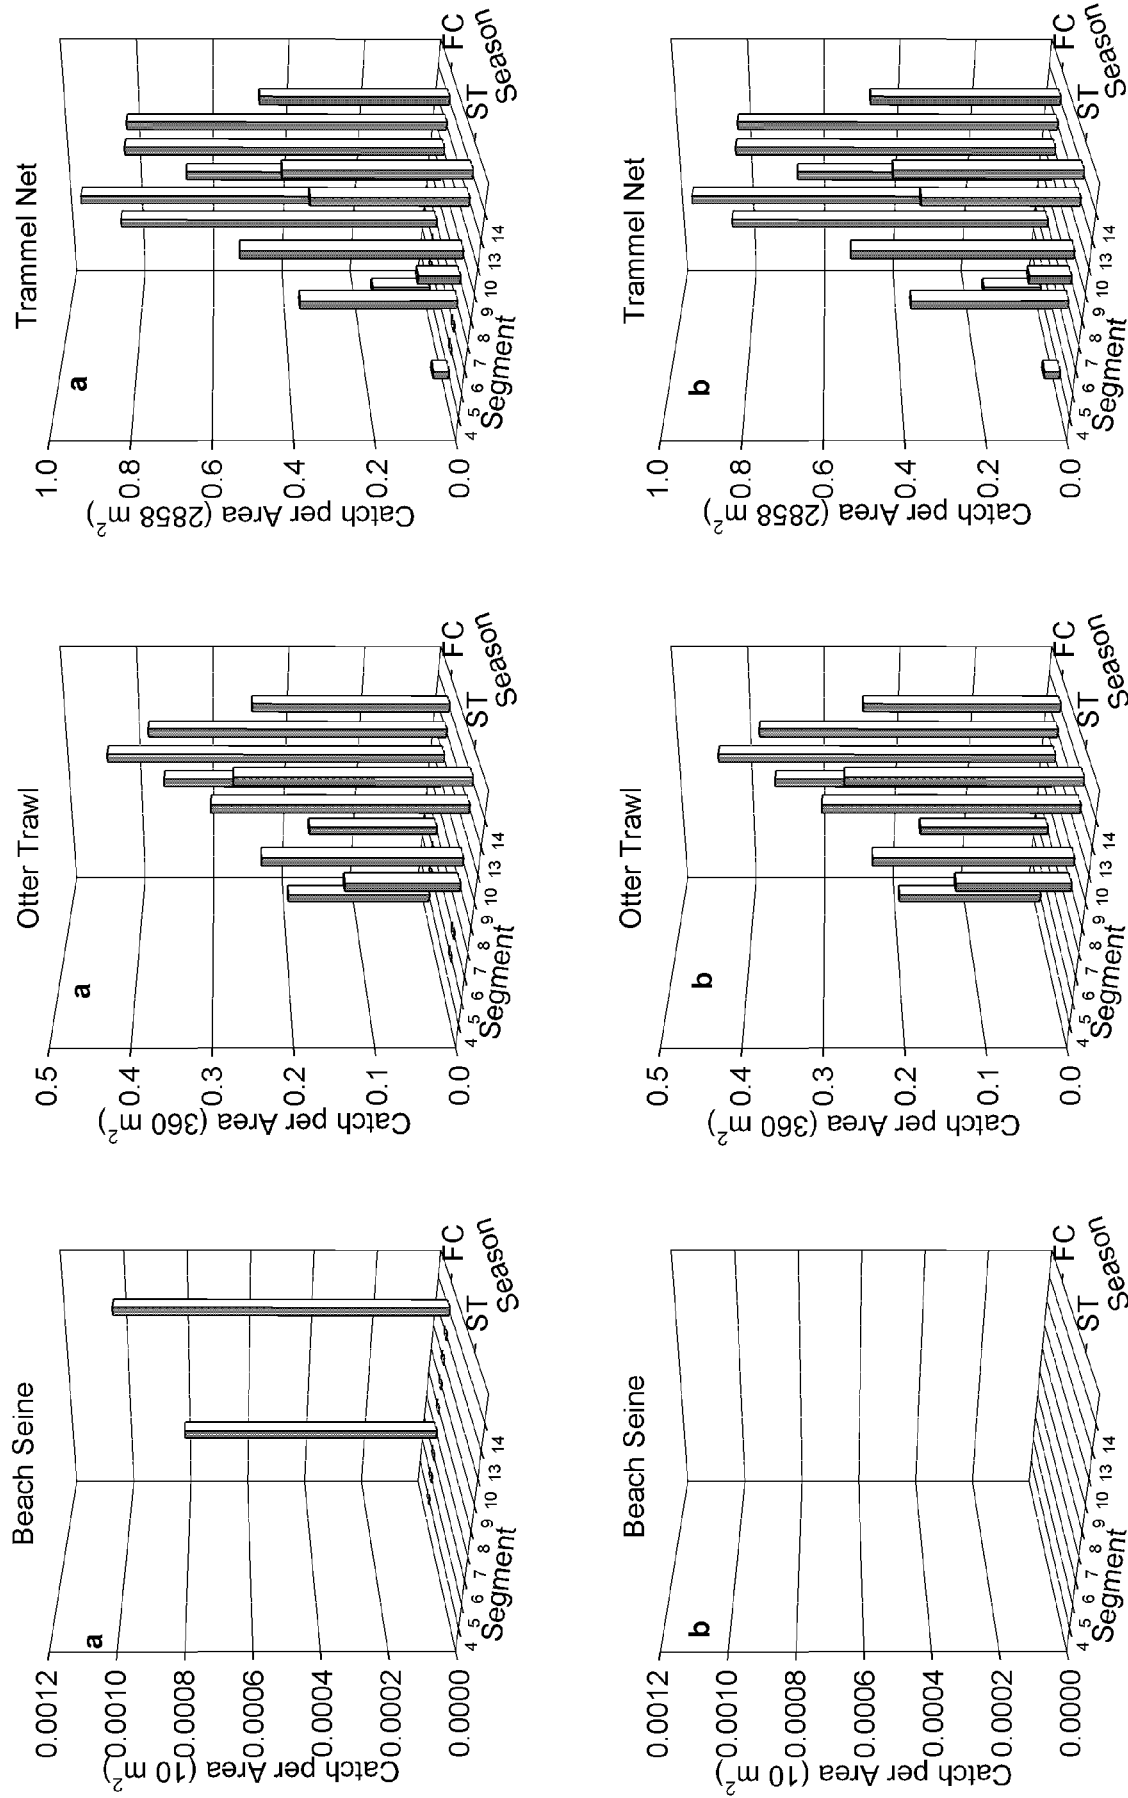 Beach Seine
a
0.0012
0.0010
0.0008
0.0006
0.0004
0.0002
0.0000
Catch per Area (10 m²)
4 5 6 7 8 9 10 13 14
Segment
ST FC
Season
Otter Trawl
a
0.5
0.4
0.3
0.2
0.1
0.0
Catch per Area (360 m²)
4 5 6 7 8 9 10 13 14
Segment
ST FC
Season
Trammel Net
a
1.0
0.8
0.6
0.4
0.2
0.0
Catch per Area (2858 m²)
4 5 6 7 8 9 10 13 14
Segment
ST FC
Season
Beach Seine
b
0.0012
0.0010
0.0008
0.0006
0.0004
0.0002
0.0000
Catch per Area (10 m²)
4 5 6 7 8 9 10 13 14
Segment
ST FC
Season
Otter Trawl
b
0.5
0.4
0.3
0.2
0.1
0.0
Catch per Area (360 m²)
4 5 6 7 8 9 10 13 14
Segment
ST FC
Season
Trammel Net
b
1.0
0.8
0.6
0.4
0.2
0.0
Catch per Area (2858 m²)
4 5 6 7 8 9 10 13 14
Segment
ST FC
Season